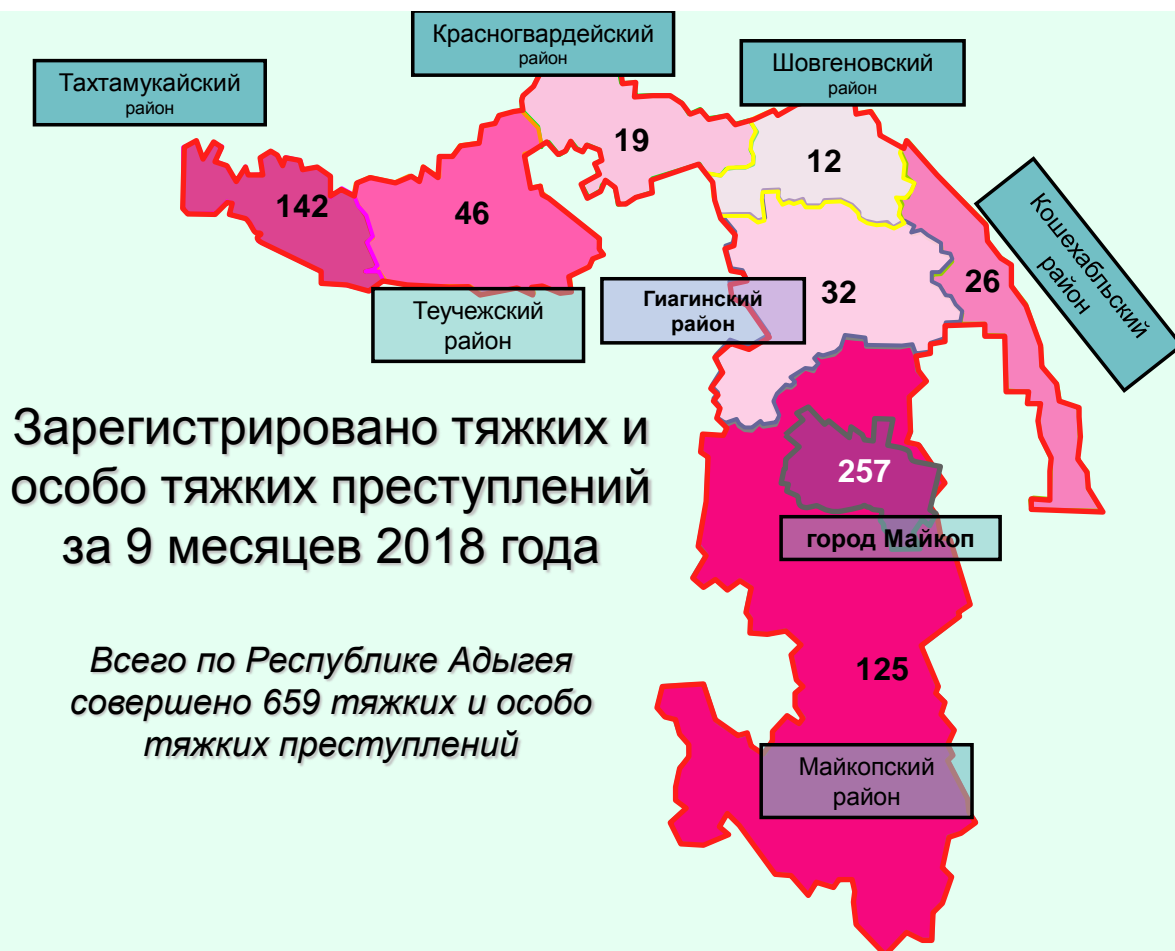 Красногвардейский
район
Шовгеновский
район
Тахтамукайский
район
19
12
142
46
Кошехабльский
район
26
32
Гиагинский
район
Теучежский
район
Зарегистрировано тяжких и
особо тяжких преступлений
за 9 месяцев 2018 года
257
город Майкоп
Всего по Республике Адыгея
совершено 659 тяжких и особо
тяжких преступлений
125
Майкопский
район